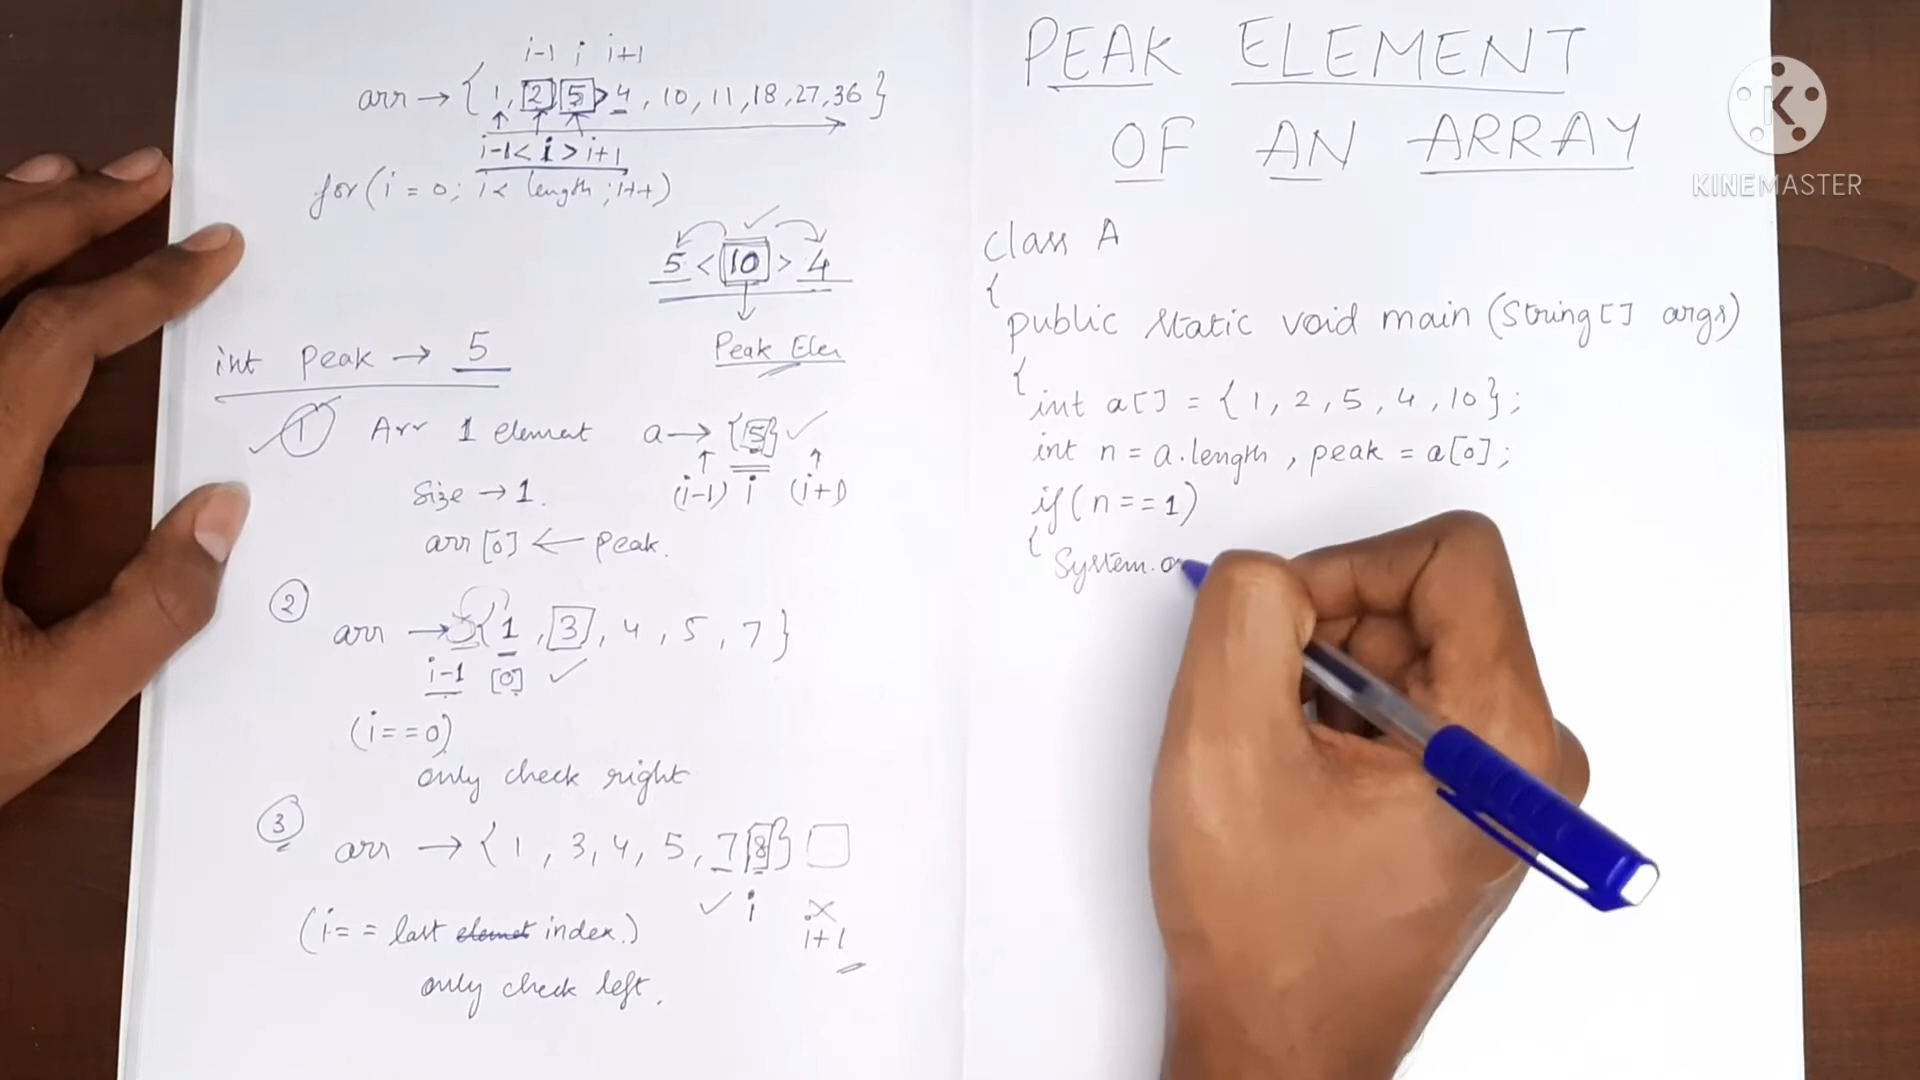 i-1 i i+1
arr → { 1, 2, 5 > 4, 10, 11, 18, 27, 36 }
i-1 < i > i+1
for (i = 0; i < length; i++)
5 < 10 > 4
Peak Ele
int peak → 5
① Arr 1 element a → {5} ✓
(i-1) i (i+1)
Size → 1.
arr [0] ← peak.
②
arr → { 1, 3, 4, 5, 7 }
i-1 [0] ✓
(i == 0)
only check right
③
arr → { 1, 3, 4, 5, 7 8 }
✓ i x
i+1
(i == last index.)
only check left.
PEAK ELEMENT
OF AN ARRAY
KINEMASTER
class A
{
public static void main (String [] args)
{
int a[] = { 1, 2, 5, 4, 10 };
int n = a.length, peak = a[0];
if (n == 1)
{
System.o